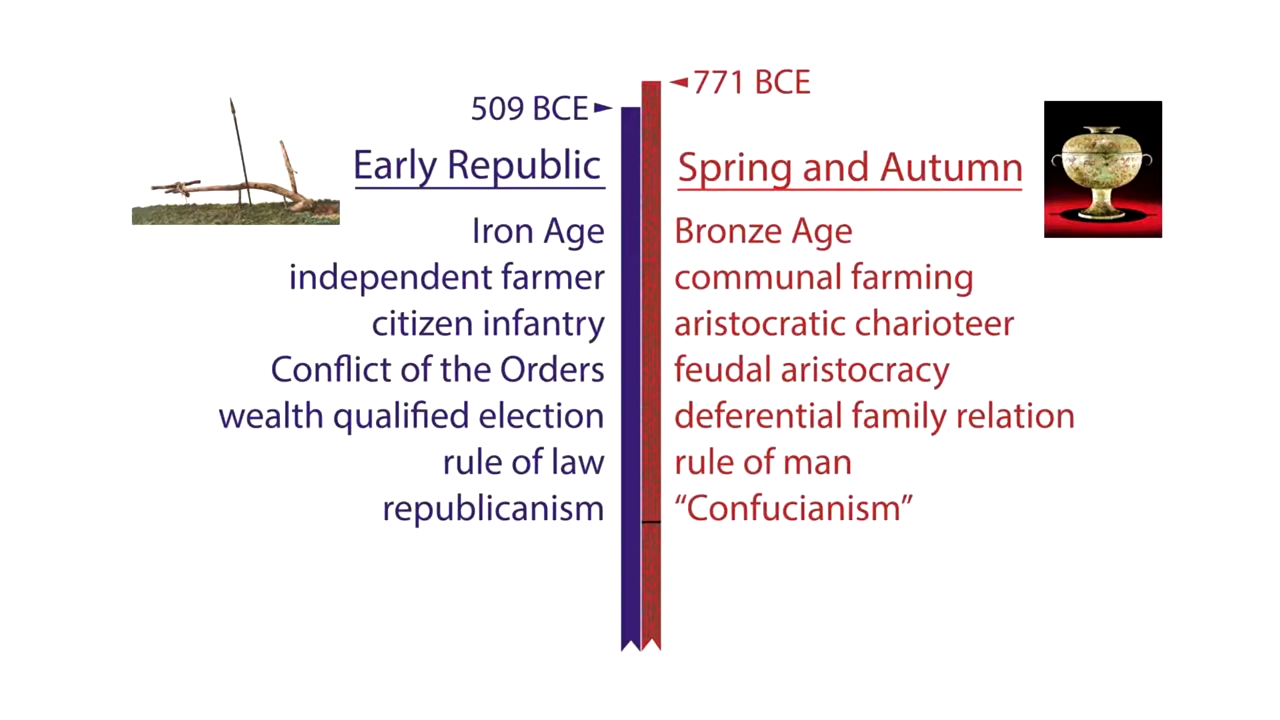 509 BCE
Early Republic
Iron Age
independent farmer
citizen infantry
Conflict of the Orders
wealth qualified election
rule of law
republicanism
771 BCE
Spring and Autumn
Bronze Age
communal farming
aristocratic charioteer
feudal aristocracy
deferential family relation
rule of man
“Confucianism”